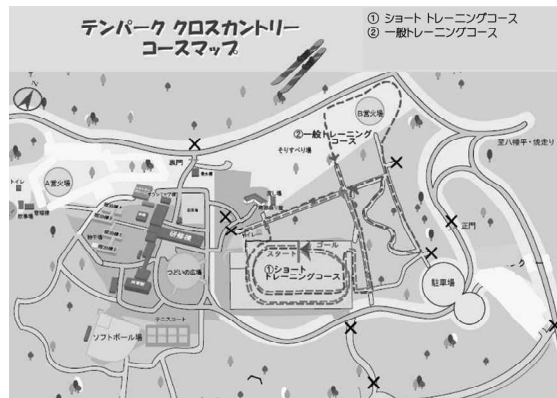 テンパーク クロスカントリー
コースマップ
① ショート トレーニングコース
② 一般トレーニングコース
B営火場
②一般トレーニング
コース
そりすべり場
至八幡平・焼走り
裏門
A営火場
トイレ
正門
研修棟
スタート
ゴール
つどいの広場
①ショート
トレーニングコース
駐車場
テニスコート
ソフトボール場